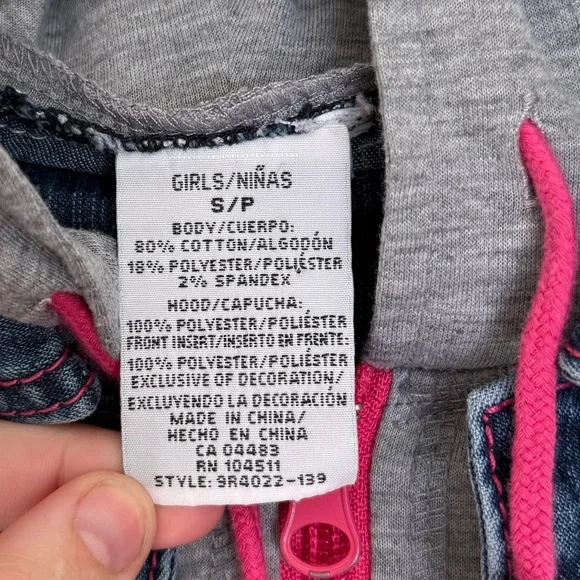 GIRLS/NIÑAS
S/P
BODY/CUERPO:
80% COTTON/ALGODÓN
18% POLYESTER/POLIÉSTER
2% SPANDEX
HOOD/CAPUCHA:
100% POLYESTER/POLIÉSTER
FRONT INSERT/INSERTO EN FRENTE:
100% POLYESTER/POLIÉSTER
EXCLUSIVE OF DECORATION/
EXCLUYENDO LA DECORACIÓN
MADE IN CHINA/
HECHO EN CHINA
CA 04483
RN 104511
STYLE: 9R4022-139